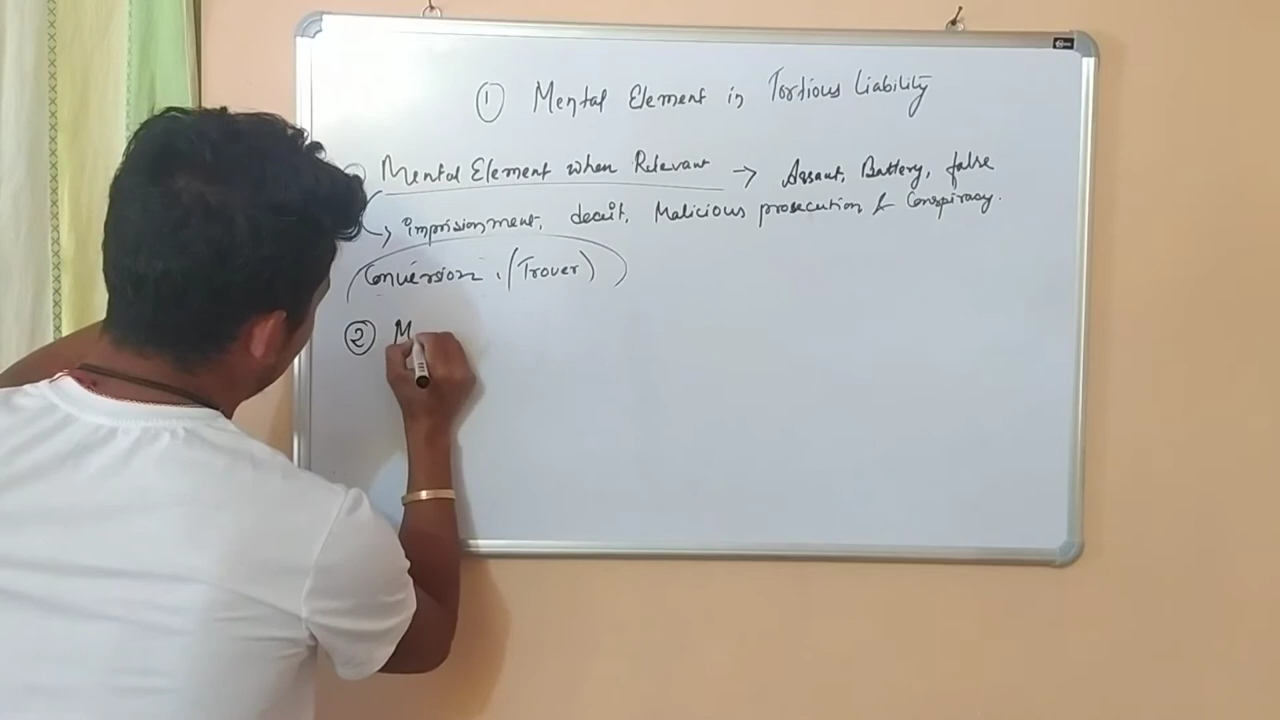 ① Mental Element in Tortious Liability
Mental Element when Relevant → Assaut, Battery, false
→ imprisionment, deceit, Malicious prosecution & Conspiracy.
Conversion, (Trover)
② M